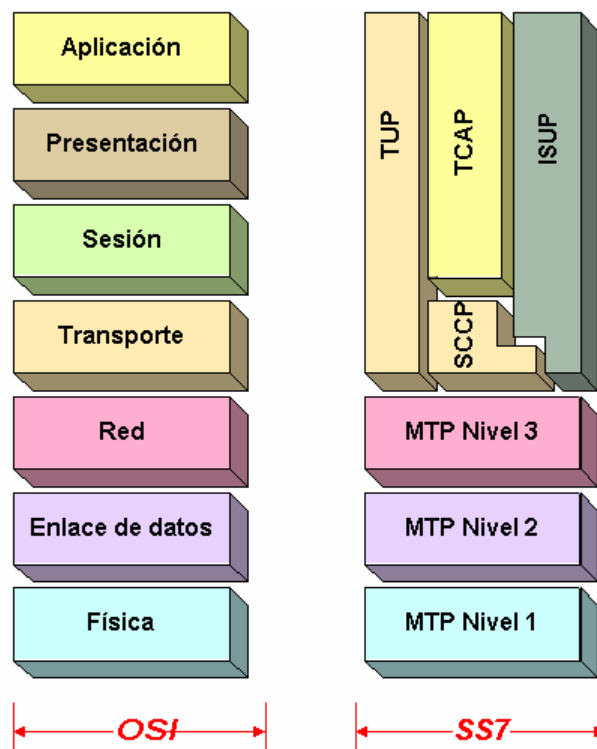 Aplicación
Presentación
Sesión
Transporte
Red
Enlace de datos
Física
OSI
TUP
TCAP
ISUP
SCCP
MTP Nivel 3
MTP Nivel 2
MTP Nivel 1
SS7